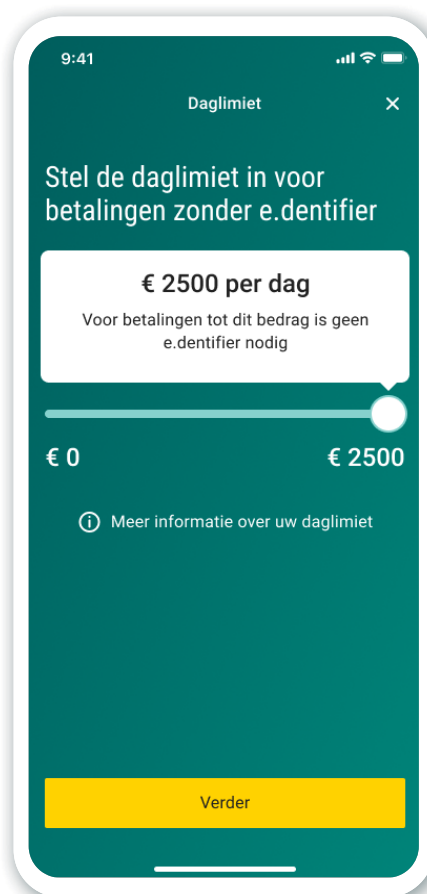 9:41
Daglimiet
Stel de daglimiet in voor
betalingen zonder e.dentifier
€ 2500 per dag
Voor betalingen tot dit bedrag is geen
e.dentifier nodig
€ 0
€ 2500
Meer informatie over uw daglimiet
Verder